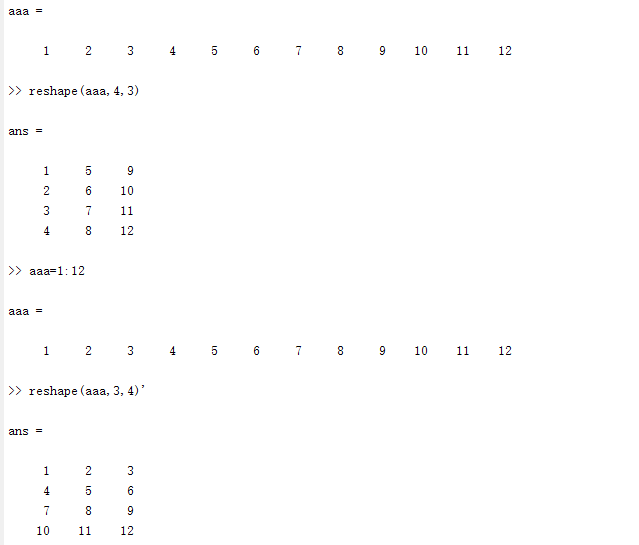 aaa =
1 2 3 4 5 6 7 8 9 10 11 12
>> reshape(aaa,4,3)
ans =
1 5 9
2 6 10
3 7 11
4 8 12
>> aaa=1:12
aaa =
1 2 3 4 5 6 7 8 9 10 11 12
>> reshape(aaa,3,4)'
ans =
1 2 3
4 5 6
7 8 9
10 11 12